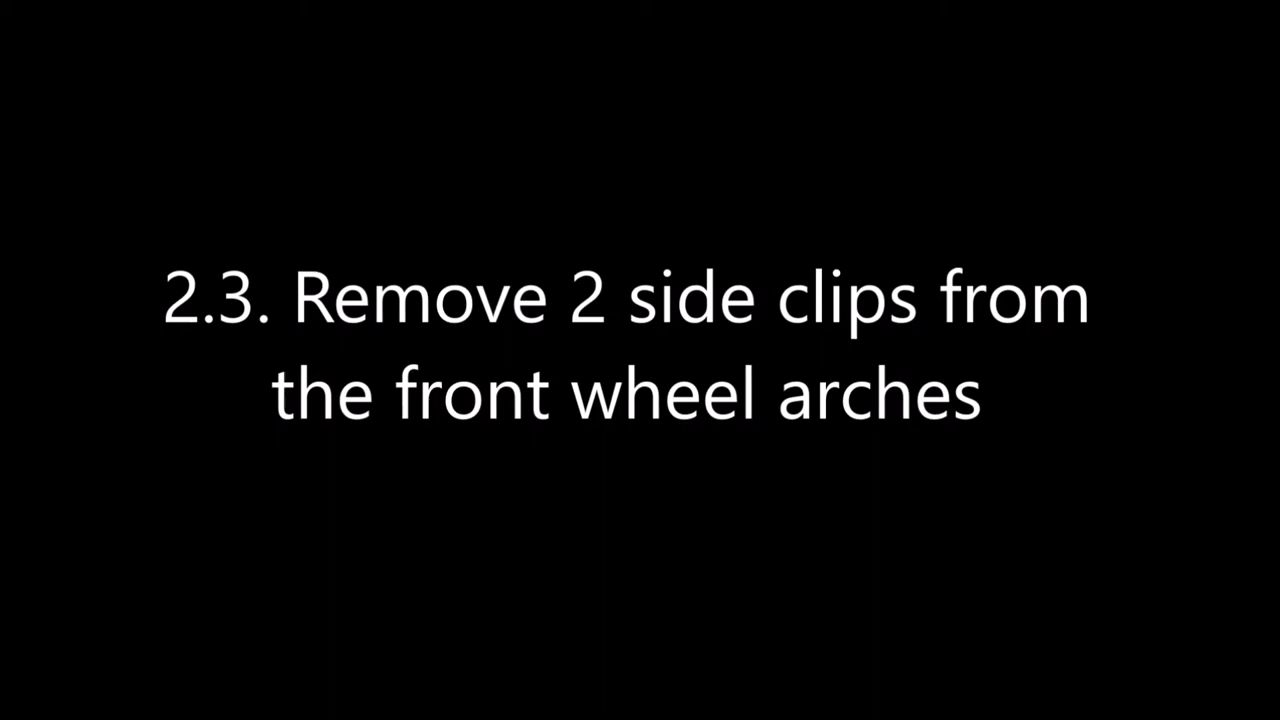 2.3. Remove 2 side clips from
the front wheel arches